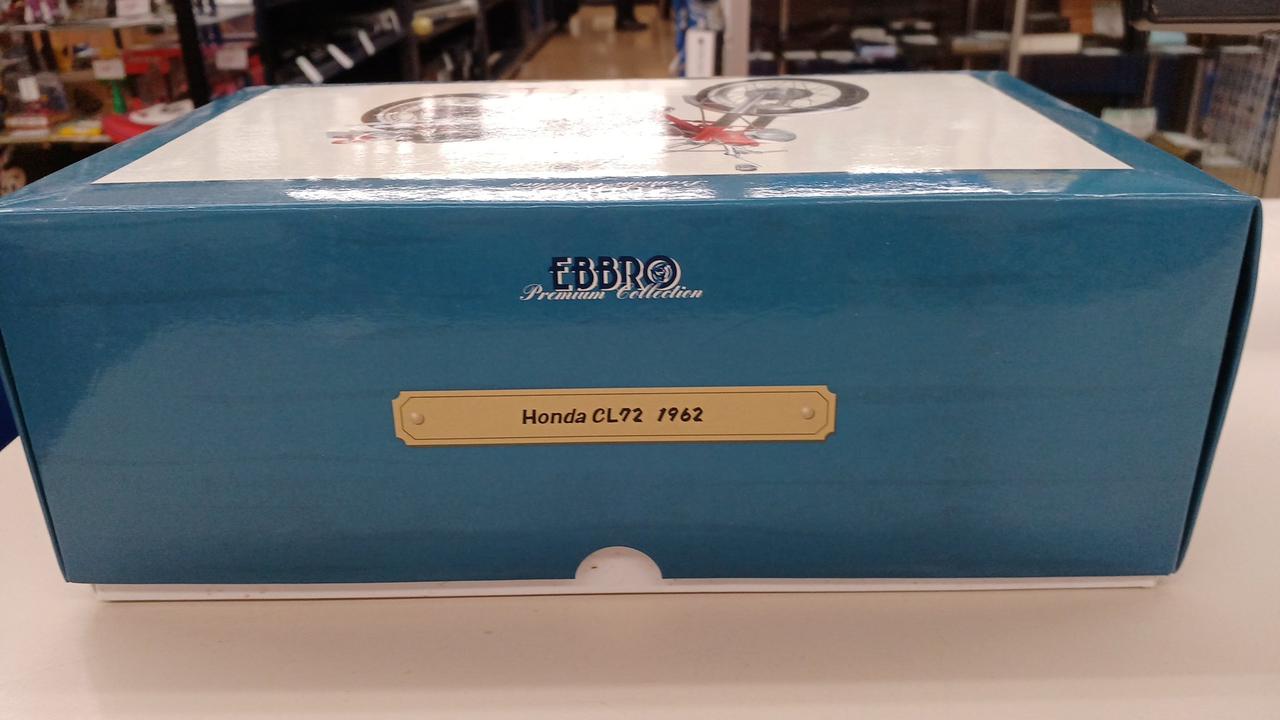 EBBRO
Premium Collection
Honda CL72 1962